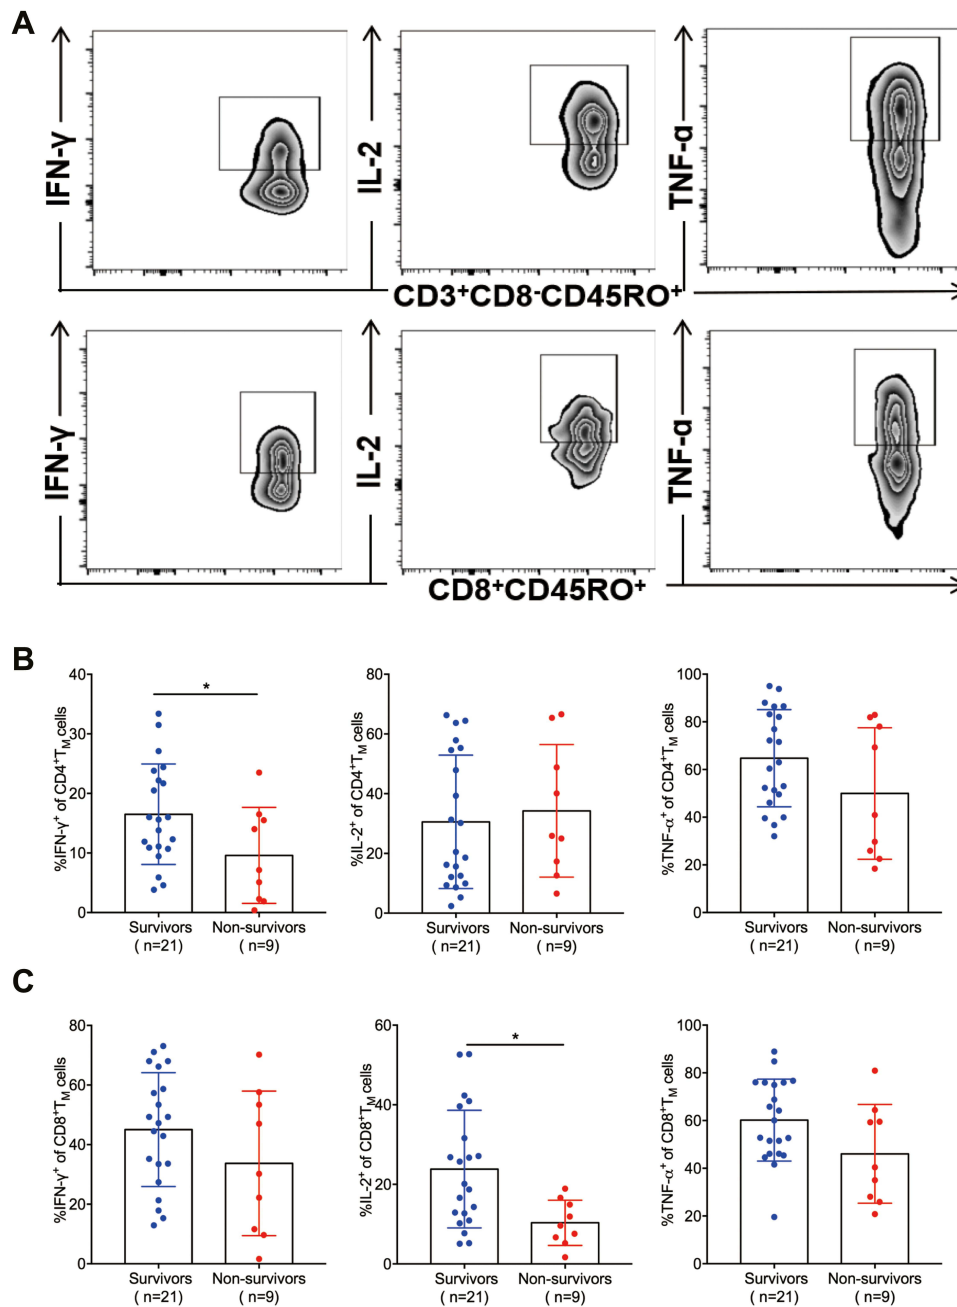 A
IFN-γ
IL-2
TNF-α
CD3⁺CD8⁻CD45RO⁺
IFN-γ
IL-2
TNF-α
CD8⁺CD45RO⁺
B
%IFN-γ⁺ of CD4⁺T_M cells
40
30
20
10
0
*
Survivors
( n=21)
Non-survivors
( n=9)
%IL-2⁺ of CD4⁺T_M cells
80
60
40
20
0
Survivors
( n=21)
Non-survivors
( n=9)
%TNF-α⁺ of CD4⁺T_M cells
100
80
60
40
20
0
Survivors
( n=21)
Non-survivors
( n=9)
C
%IFN-γ⁺ of CD8⁺T_M cells
80
60
40
20
0
Survivors
( n=21)
Non-survivors
( n=9)
%IL-2⁺ of CD8⁺T_M cells
60
40
20
0
*
Survivors
( n=21)
Non-survivors
( n=9)
%TNF-α⁺ of CD8⁺T_M cells
100
80
60
40
20
0
Survivors
( n=21)
Non-survivors
( n=9)